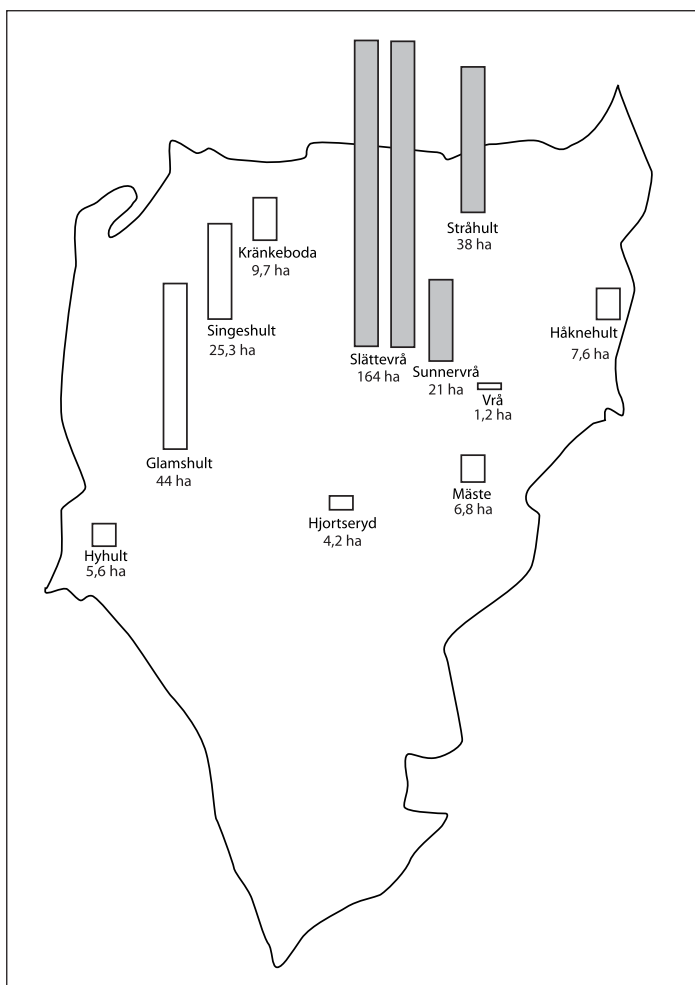 Stråhult
38 ha
Kränkeboda
9,7 ha
Singeshult
25,3 ha
Håknehult
7,6 ha
Slättevrå
164 ha
Sunnervrå
21 ha
Vrå
1,2 ha
Glamshult
44 ha
Mäste
6,8 ha
Hjortseryd
4,2 ha
Hyhult
5,6 ha